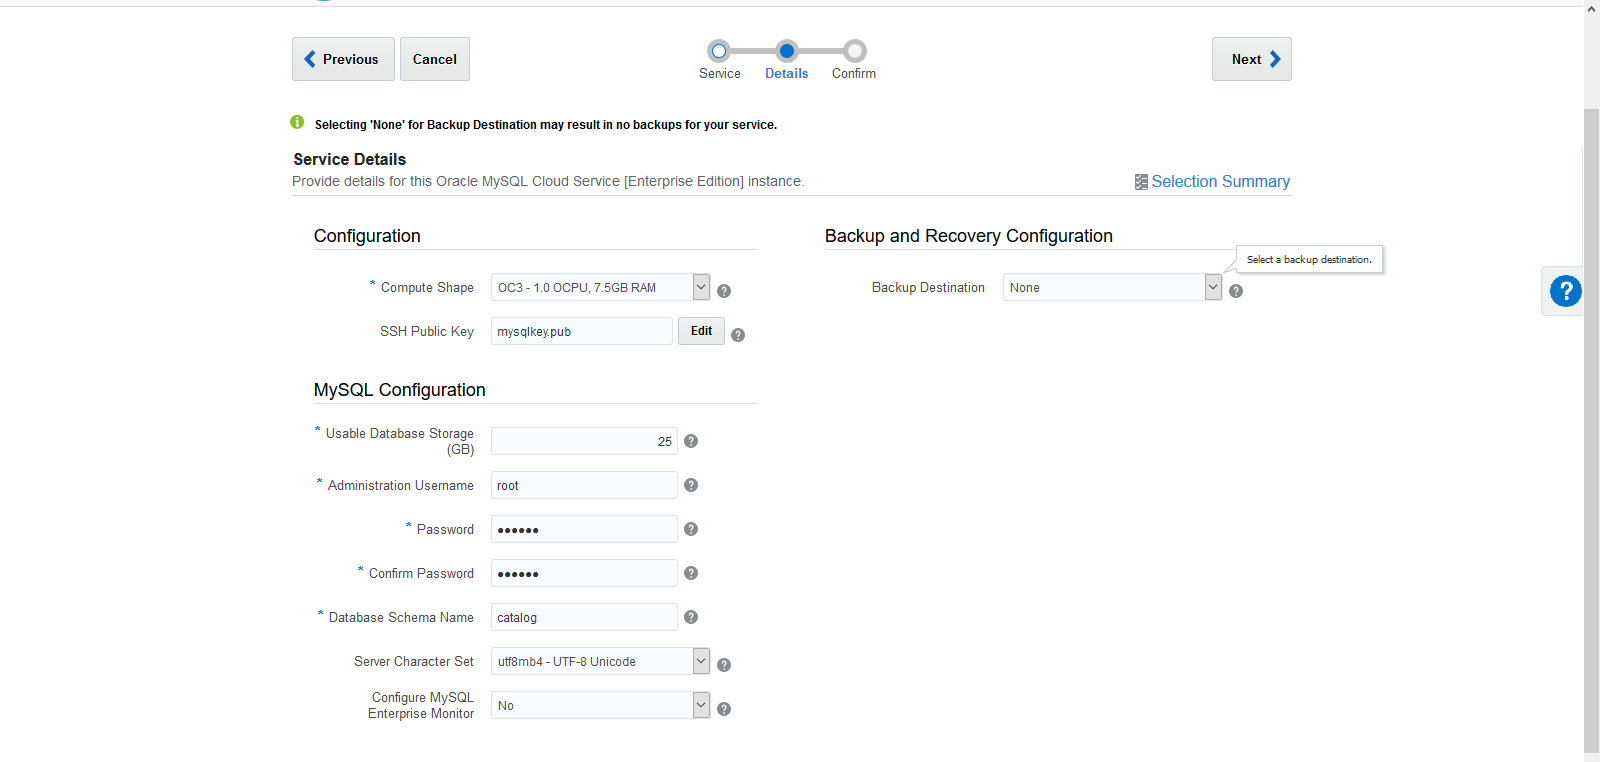 Previous
Cancel
Service
Details
Confirm
Next
Selecting 'None' for Backup Destination may result in no backups for your service.
Service Details
Provide details for this Oracle MySQL Cloud Service [Enterprise Edition] instance.
Selection Summary
Configuration
* Compute Shape OC3 - 1.0 OCPU, 7.5GB RAM ?
SSH Public Key mysqlkey.pub Edit ?
Backup and Recovery Configuration
Select a backup destination.
Backup Destination None ?
?
MySQL Configuration
* Usable Database Storage
(GB) 25 ?
* Administration Username root ?
* Password ●●●●●● ?
* Confirm Password ●●●●●● ?
* Database Schema Name catalog ?
Server Character Set utf8mb4 - UTF-8 Unicode ?
Configure MySQL
Enterprise Monitor No ?